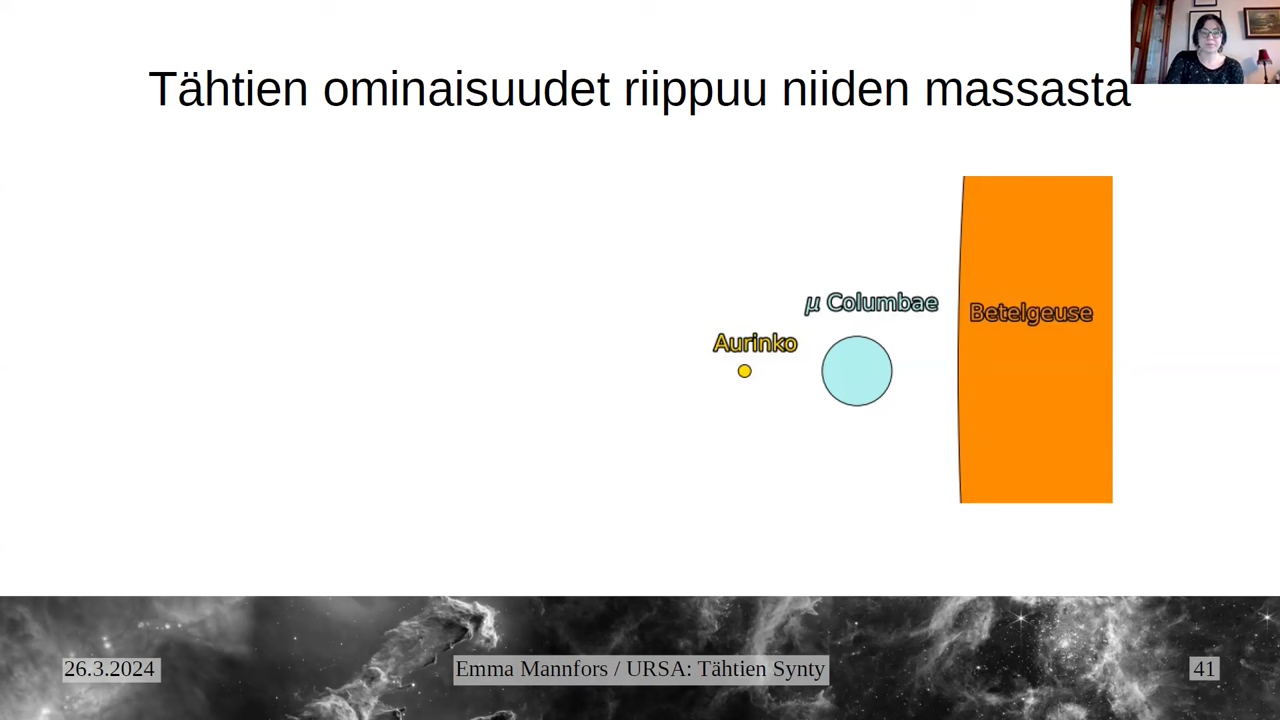 Tähtien ominaisuudet riippuu niiden massasta
μ Columbae
Betelgeuse
Aurinko
26.3.2024
Emma Mannfors / URSA: Tähtien Synty
41